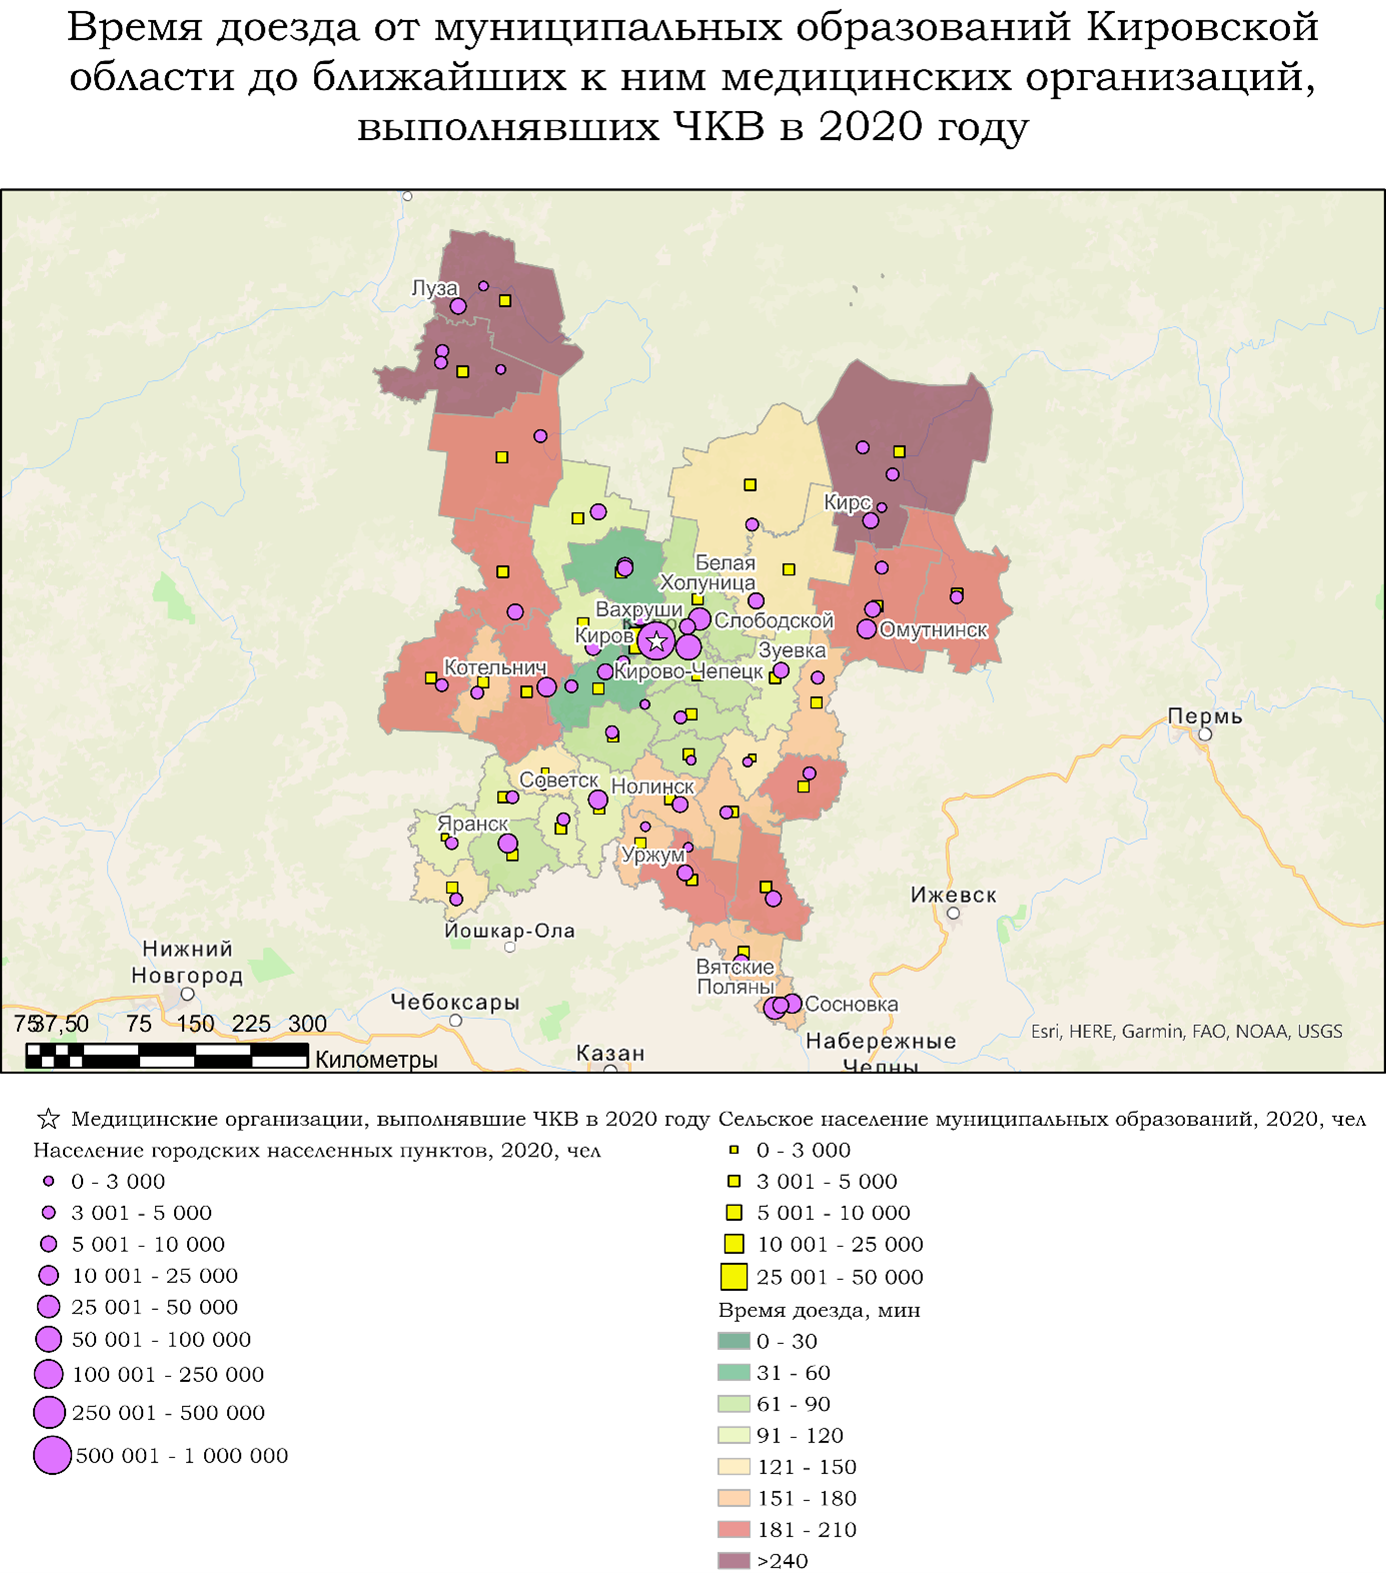 Время доезда от муниципальных образований Кировской
области до ближайших к ним медицинских организаций,
выполнявших ЧКВ в 2020 году
Луза
Кирс
Белая
Холуница
Вахруши
Слободской
Киров
Омутнинск
Зуевка
Котельнич
Кирово-Чепецк
Пермь
Советск
Нолинск
Яранск
Уржум
Ижевск
Йошкар-Ола
Нижний
Новгород
Вятские
Поляны
Чебоксары
Сосновка
Набережные
Челны
Казань
37,50 75 150 225 300
Километры
Esri, HERE, Garmin, FAO, NOAA, USGS
Медицинские организации, выполнявшие ЧКВ в 2020 году
Население городских населенных пунктов, 2020, чел
0 - 3 000
3 001 - 5 000
5 001 - 10 000
10 001 - 25 000
25 001 - 50 000
50 001 - 100 000
100 001 - 250 000
250 001 - 500 000
500 001 - 1 000 000
Сельское население муниципальных образований, 2020, чел
0 - 3 000
3 001 - 5 000
5 001 - 10 000
10 001 - 25 000
25 001 - 50 000
Время доезда, мин
0 - 30
31 - 60
61 - 90
91 - 120
121 - 150
151 - 180
181 - 210
>240